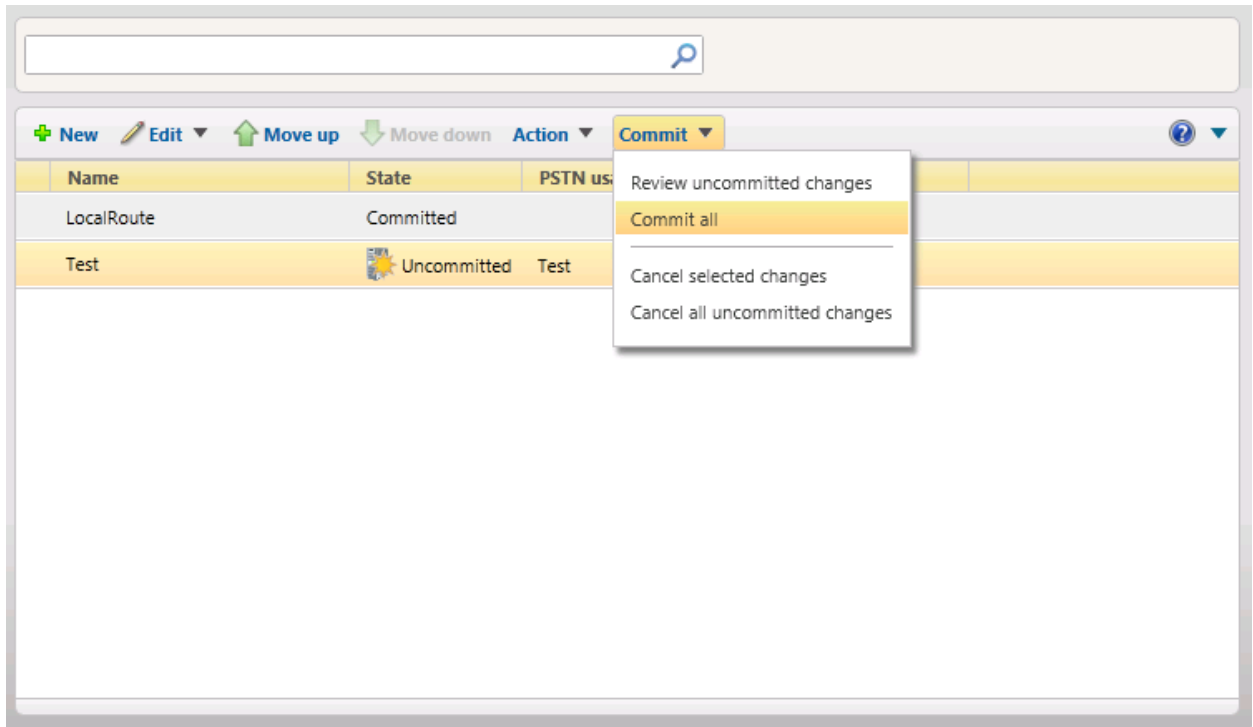 New Edit Move up Move down Action Commit
Name State PSTN
Review uncommitted changes
LocalRoute Committed
Commit all
Test Uncommitted Test
Cancel selected changes
Cancel all uncommitted changes